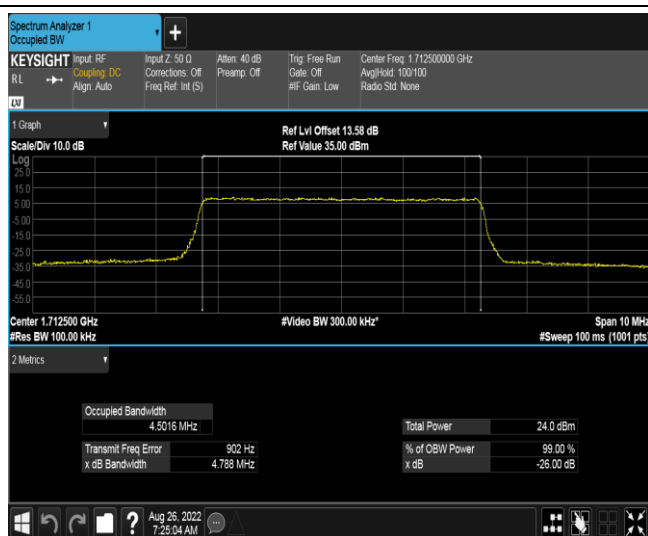 Spectrum Analyzer 1
Occupied BW
+
KEYSIGHT
RL
LXI
Input: RF
Coupling: DC
Align: Auto
Input Z: 50 Ω
Corrections: Off
Freq Ref: Int (S)
Atten: 40 dB
Preamp: Off
Trig: Free Run
Gate: Off
#IF Gain: Low
Center Freq: 1.712500000 GHz
Avg|Hold: 100/100
Radio Std: None
1 Graph
Ref Lvl Offset 13.58 dB
Scale/Div 10.0 dB
Ref Value 35.00 dBm
Log
25.0
15.0
5.00
-5.00
-15.0
-25.0
-35.0
-45.0
-55.0
Center 1.712500 GHz
#Video BW 300.00 kHz*
Span 10 MHz
#Res BW 100.00 kHz
#Sweep 100 ms (1001 pts)
2 Metrics
Occupied Bandwidth
4.5016 MHz
Total Power 24.0 dBm
Transmit Freq Error 902 Hz
% of OBW Power 99.00 %
x dB Bandwidth 4.788 MHz
x dB -26.00 dB
?
Aug 26, 2022
7:25:04 AM